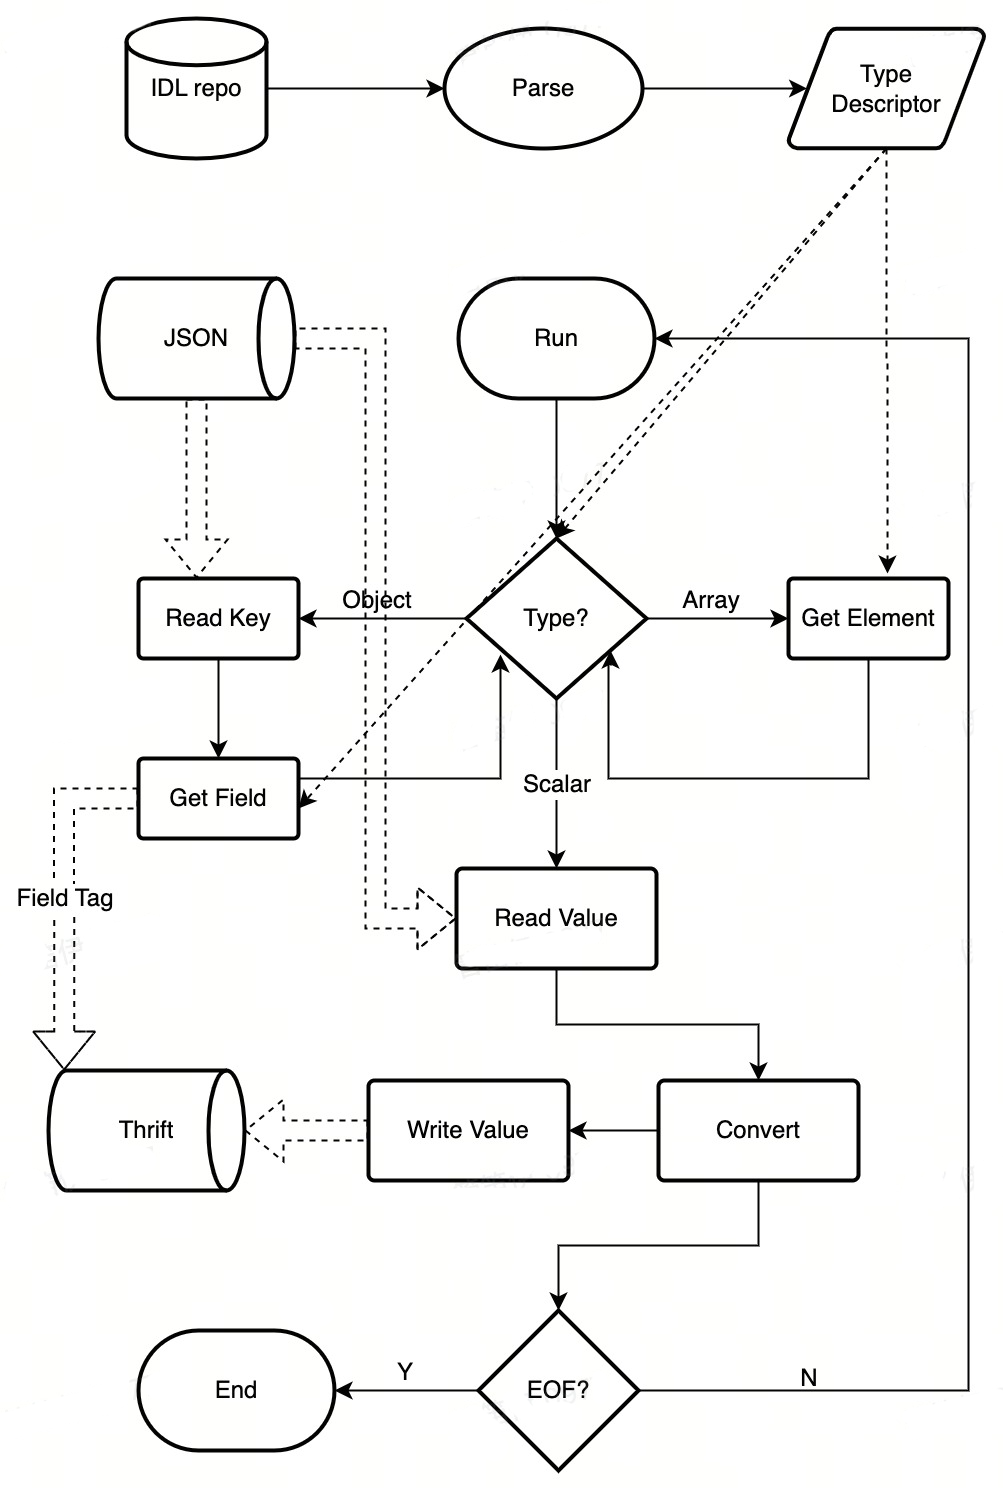 IDL repo
Parse
Type
Descriptor
JSON
Run
Object
Read Key
Type?
Array
Get Element
Get Field
Scalar
Field Tag
Read Value
Thrift
Write Value
Convert
End
Y
EOF?
N